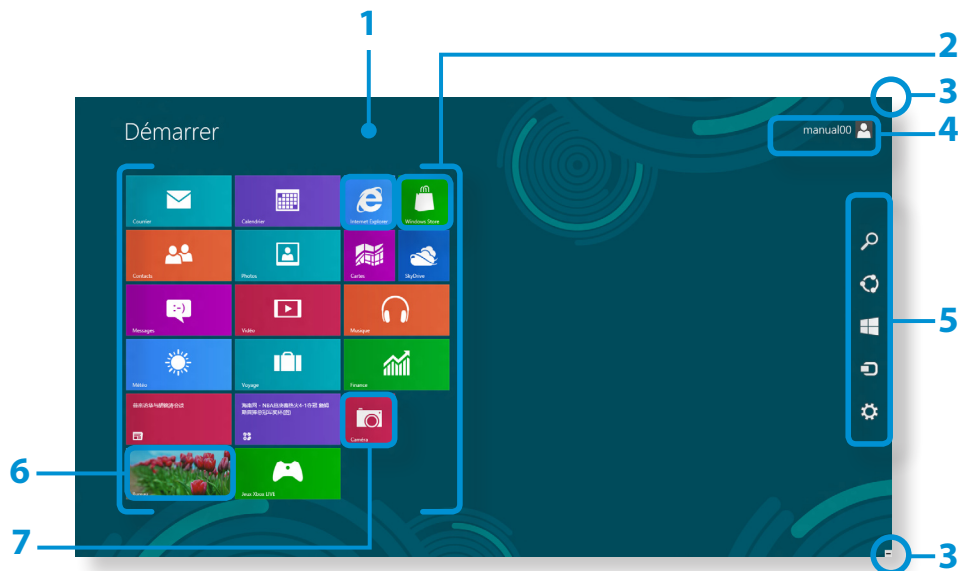 1
2
3
Démarrer
manual00
4
Courrier
Calendrier
Internet Explorer
Windows Store
Contacts
Photos
Cartes
SkyDrive
Messages
:-)
Vidéo
Musique
5
Météo
Voyage
Finance
Caméra
6
Bureau
Jeux Xbox LIVE
7
3